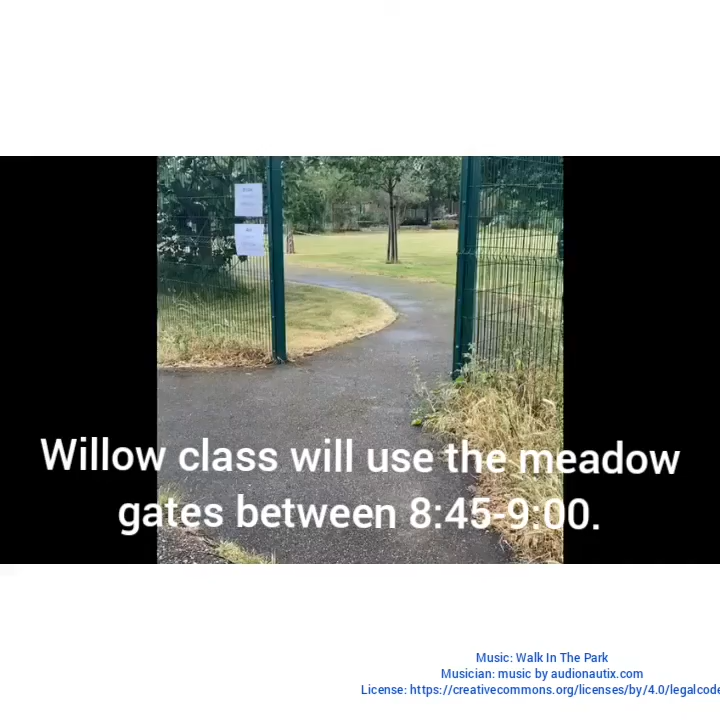 Willow class will use the meadow
gates between 8:45-9:00.
Music: Walk In The Park
Musician: music by audionautix.com
License: https://creativecommons.org/licenses/by/4.0/legalcode